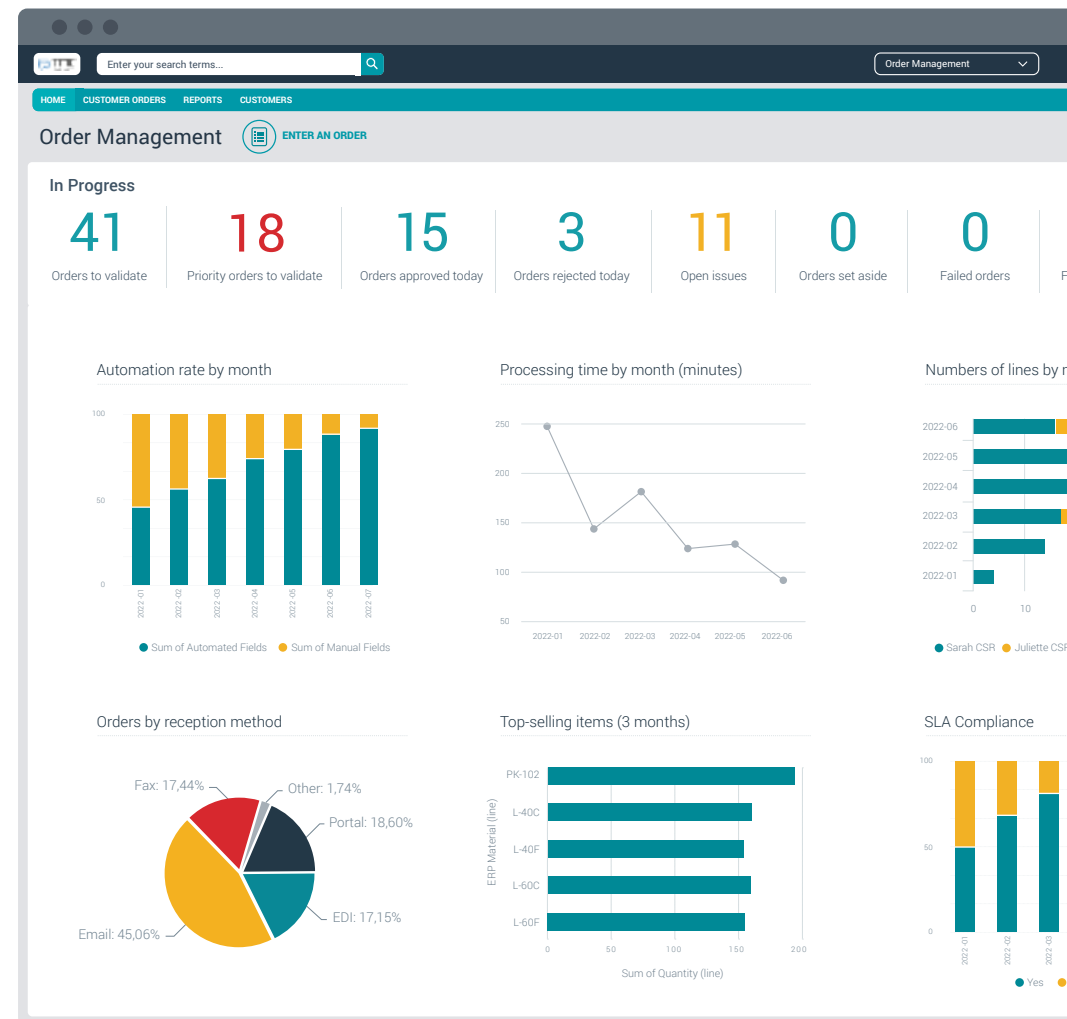 Enter your search terms...
Order Management
HOME CUSTOMER ORDERS REPORTS CUSTOMERS
Order Management
ENTER AN ORDER
In Progress
41 18 15 3 11 0 0
Orders to validate Priority orders to validate Orders approved today Orders rejected today Open issues Orders set aside Failed orders F
Automation rate by month
100
50
0
2022-01 2022-02 2022-03 2022-04 2022-05 2022-06 2022-07
Sum of Automated Fields Sum of Manual Fields
Processing time by month (minutes)
250
200
150
100
50
2022-01 2022-02 2022-03 2022-04 2022-05 2022-06
Numbers of lines by r
2022-06
2022-05
2022-04
2022-03
2022-02
2022-01
0 10
Sarah CSR Juliette CSR
Orders by reception method
Fax: 17,44%
Other: 1,74%
Portal: 18,60%
EDI: 17,15%
Email: 45,06%
Top-selling items (3 months)
ERP Material (line)
PK-102
L-40C
L-40F
L-60C
L-60F
0 50 100 150 200
Sum of Quantity (line)
SLA Compliance
100
50
0
2022-01 2022-02 2022-03
Yes